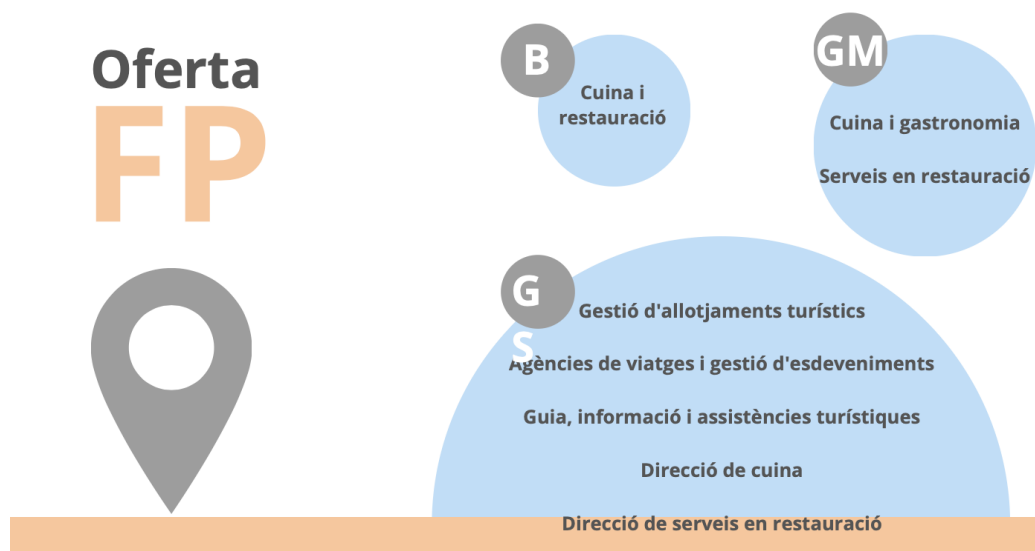 Oferta
FP
B
Cuina i
restauració
GM
Cuina i gastronomia
Serveis en restauració
G
S
Gestió d'allotjaments turístics
Agències de viatges i gestió d'esdeveniments
Guia, informació i assistències turístiques
Direcció de cuina
Direcció de serveis en restauració